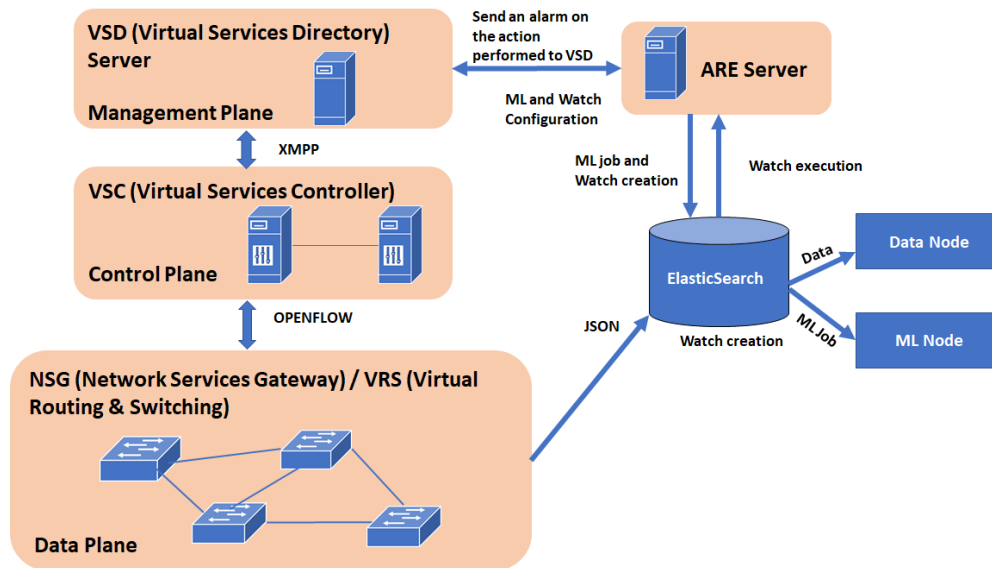 VSD (Virtual Services Directory)
Server
Management Plane
Send an alarm on
the action
performed to VSD
ARE Server
ML and Watch
Configuration
XMPP
ML job and
Watch creation
Watch execution
VSC (Virtual Services Controller)
Control Plane
ElasticSearch
Data
Data Node
OPENFLOW
JSON
Watch creation
ML Job
ML Node
NSG (Network Services Gateway) / VRS (Virtual
Routing & Switching)
Data Plane